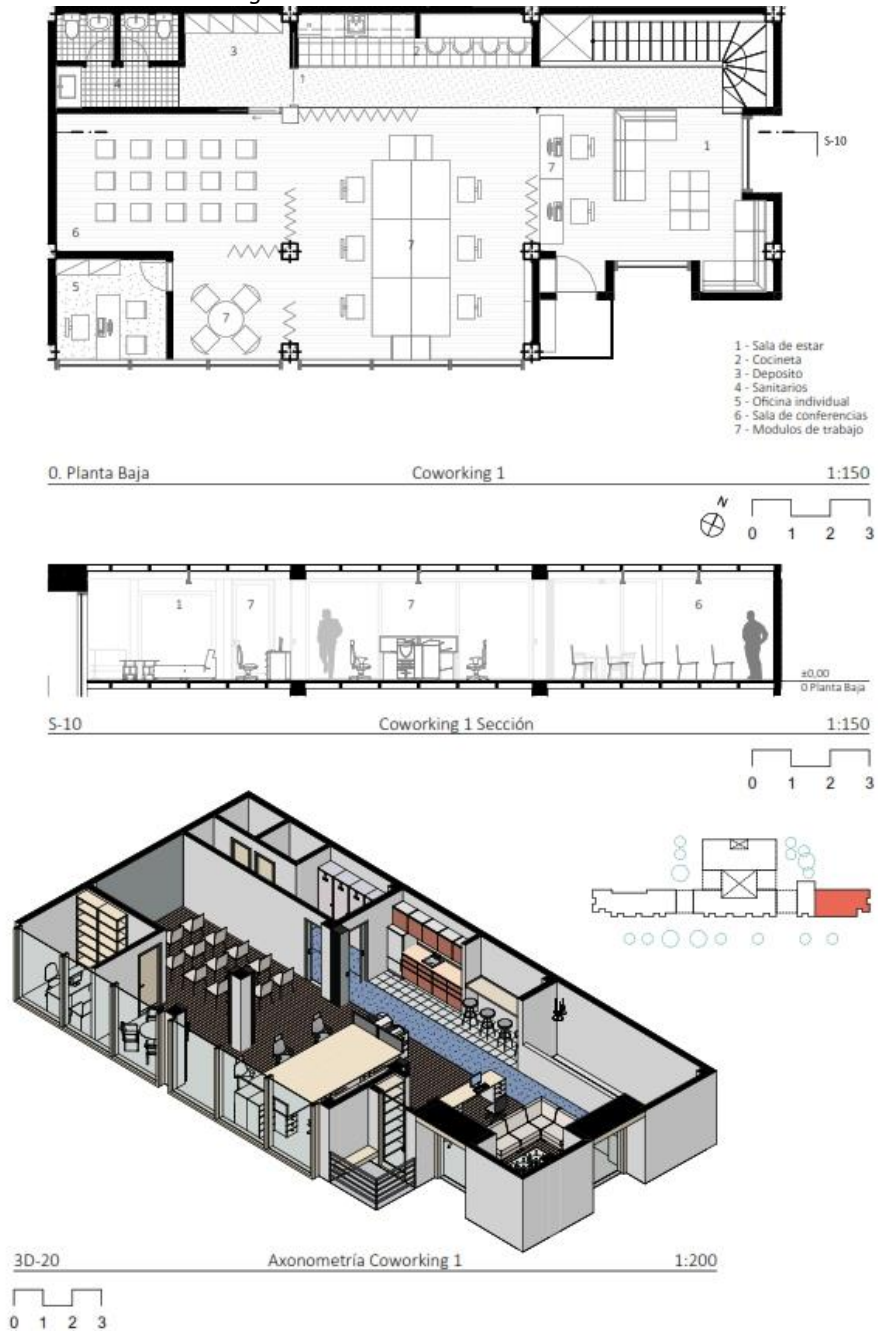 3
2
1
4
1
S-10
7
6
7
5
7
1 - Sala de estar
2 - Cocineta
3 - Deposito
4 - Sanitarios
5 - Oficina individual
6 - Sala de conferencias
7 - Modulos de trabajo
0. Planta Baja Coworking 1 1:150
N
0 1 2 3
1 7 7 6
±0,00
0 Planta Baja
S-10 Coworking 1 Sección 1:150
0 1 2 3
3D-20 Axonometría Coworking 1 1:200
0 1 2 3